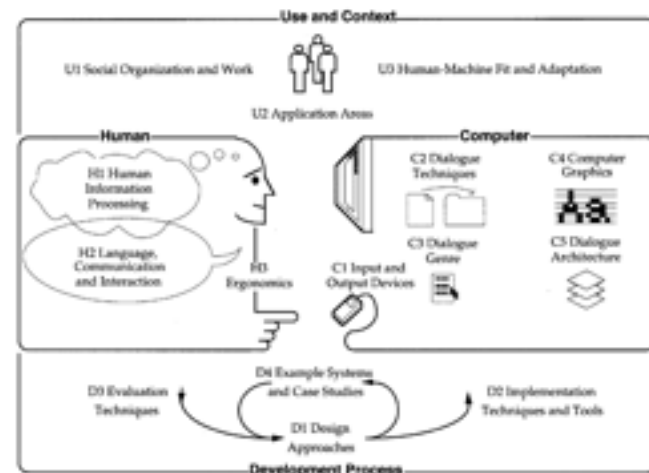 Use and Context
U1 Social Organization and Work
U3 Human-Machine Fit and Adaptation
U2 Application Areas
Human
Computer
H1 Human
Information
Processing
H2 Language,
Communication
and Interaction
H3
Ergonomics
C2 Dialogue
Techniques
C4 Computer
Graphics
Aa
C3 Dialogue
Genre
C5 Dialogue
Architecture
C1 Input and
Output Devices
D3 Evaluation
Techniques
D4 Example Systems
and Case Studies
D2 Implementation
Techniques and Tools
D1 Design
Approaches
Development Process